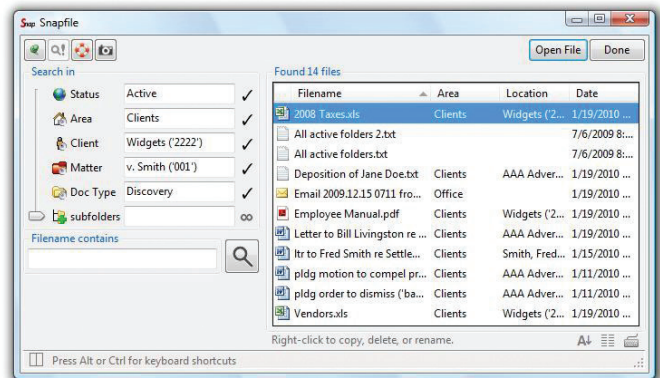 Snap Snapfile
Open File Done
Search in
Status Active ✓
Area Clients ✓
Client Widgets ('2222') ✓
Matter v. Smith ('001') ✓
Doc Type Discovery ✓
subfolders ∞
Filename contains
Found 14 files
Filename Area Location Date
2008 Taxes.xls Clients Widgets ('2... 1/19/2010 ...
All active folders 2.txt 7/6/2009 8:...
All active folders.txt 7/6/2009 8:...
Deposition of Jane Doe.txt Clients AAA Adver... 1/19/2010 ...
Email 2009.12.15 0711 fro... Office 1/19/2010 ...
Employee Manual.pdf Clients Widgets ('2... 1/19/2010 ...
Letter to Bill Livingston re ... Clients AAA Adver... 1/19/2010 ...
ltr to Fred Smith re Settle... Clients Smith, Fred... 1/15/2010 ...
pldg motion to compel pr... Clients AAA Adver... 1/11/2010 ...
pldg order to dismiss ('ba... Clients AAA Adver... 1/11/2010 ...
Vendors.xls Clients Widgets ('2... 1/19/2010 ...
Right-click to copy, delete, or rename.
Press Alt or Ctrl for keyboard shortcuts